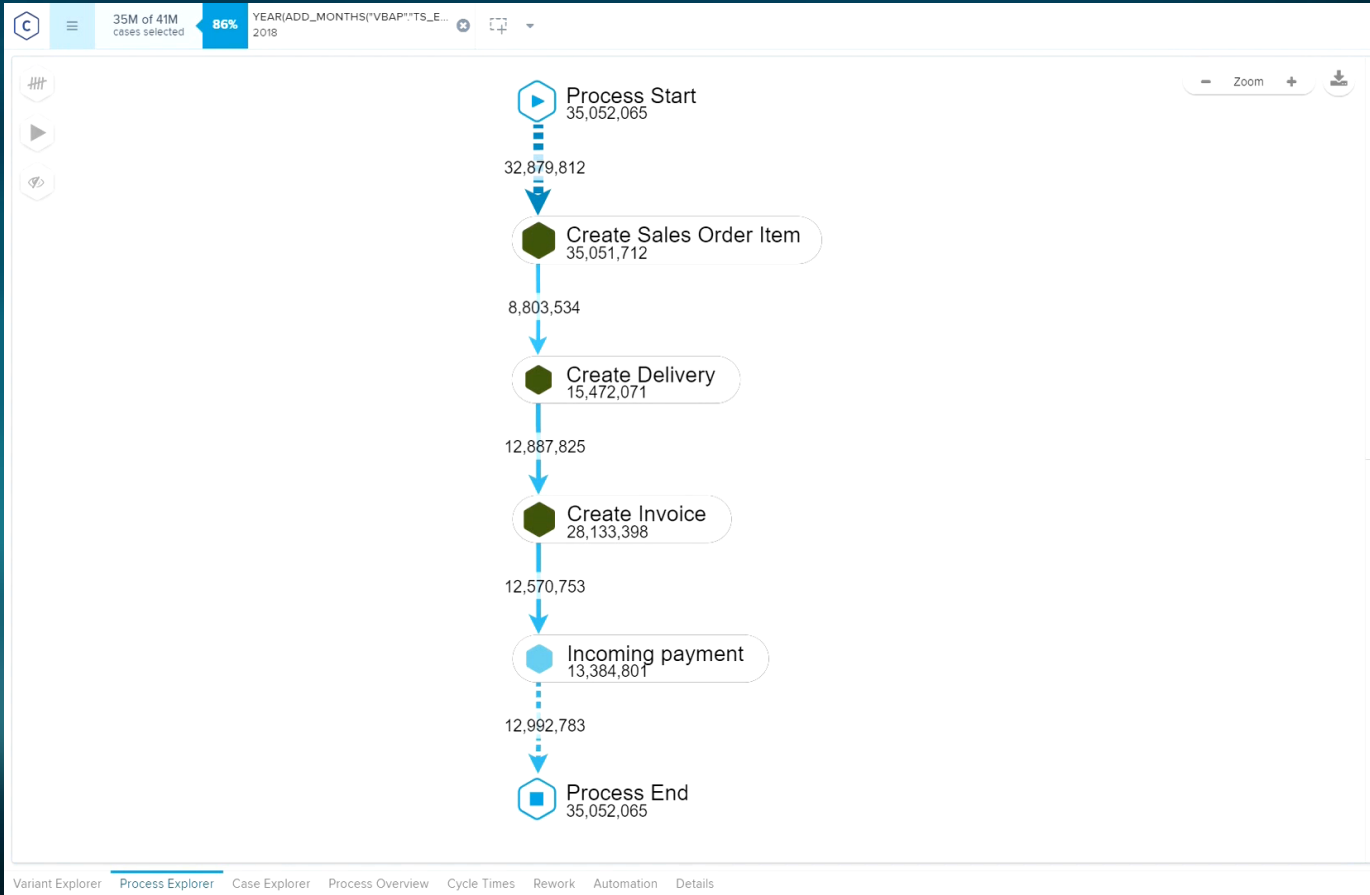 C
35M of 41M
cases selected
86%
YEAR(ADD_MONTHS("VBAP"."TS_E...
2018
Zoom
Process Start
35,052,065
32,879,812
Create Sales Order Item
35,051,712
8,803,534
Create Delivery
15,472,071
12,887,825
Create Invoice
28,133,398
12,570,753
Incoming payment
13,384,801
12,992,783
Process End
35,052,065
Variant Explorer Process Explorer Case Explorer Process Overview Cycle Times Rework Automation Details